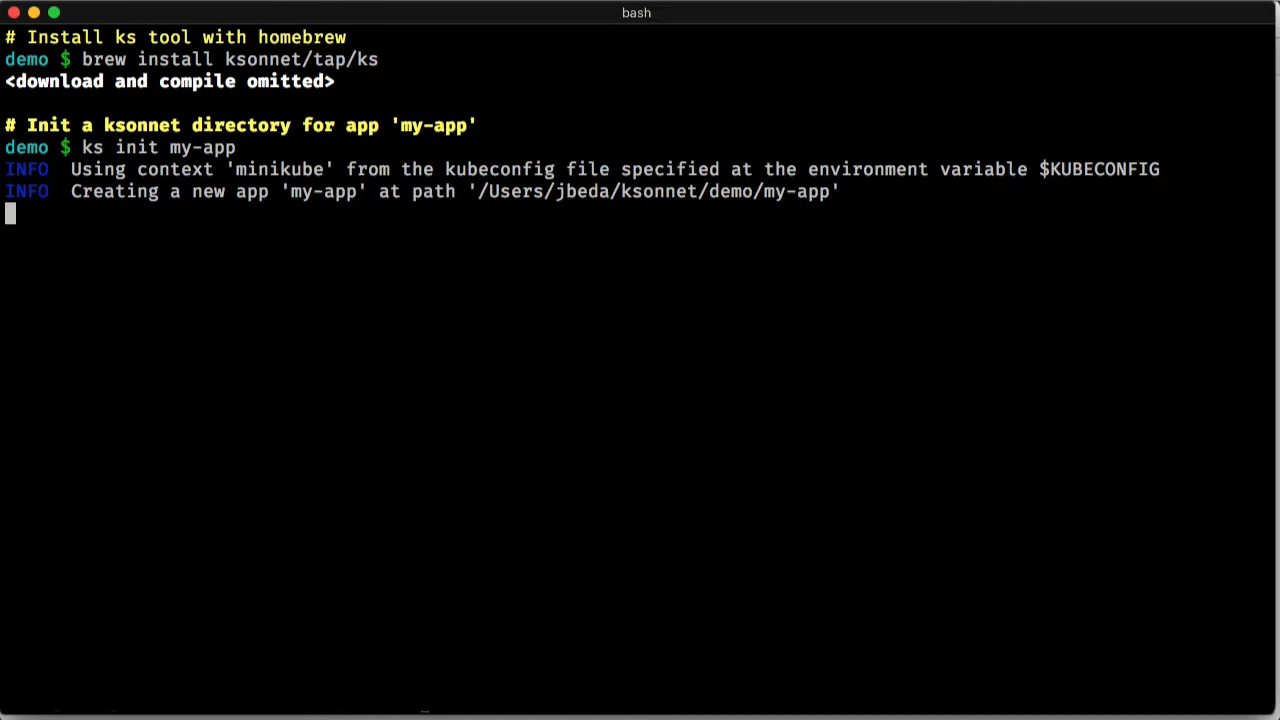 bash
# Install ks tool with homebrew
demo $ brew install ksonnet/tap/ks
<download and compile omitted>
# Init a ksonnet directory for app 'my-app'
demo $ ks init my-app
INFO  Using context 'minikube' from the kubeconfig file specified at the environment variable $KUBECONFIG
INFO  Creating a new app 'my-app' at path '/Users/jbeda/ksonnet/demo/my-app'